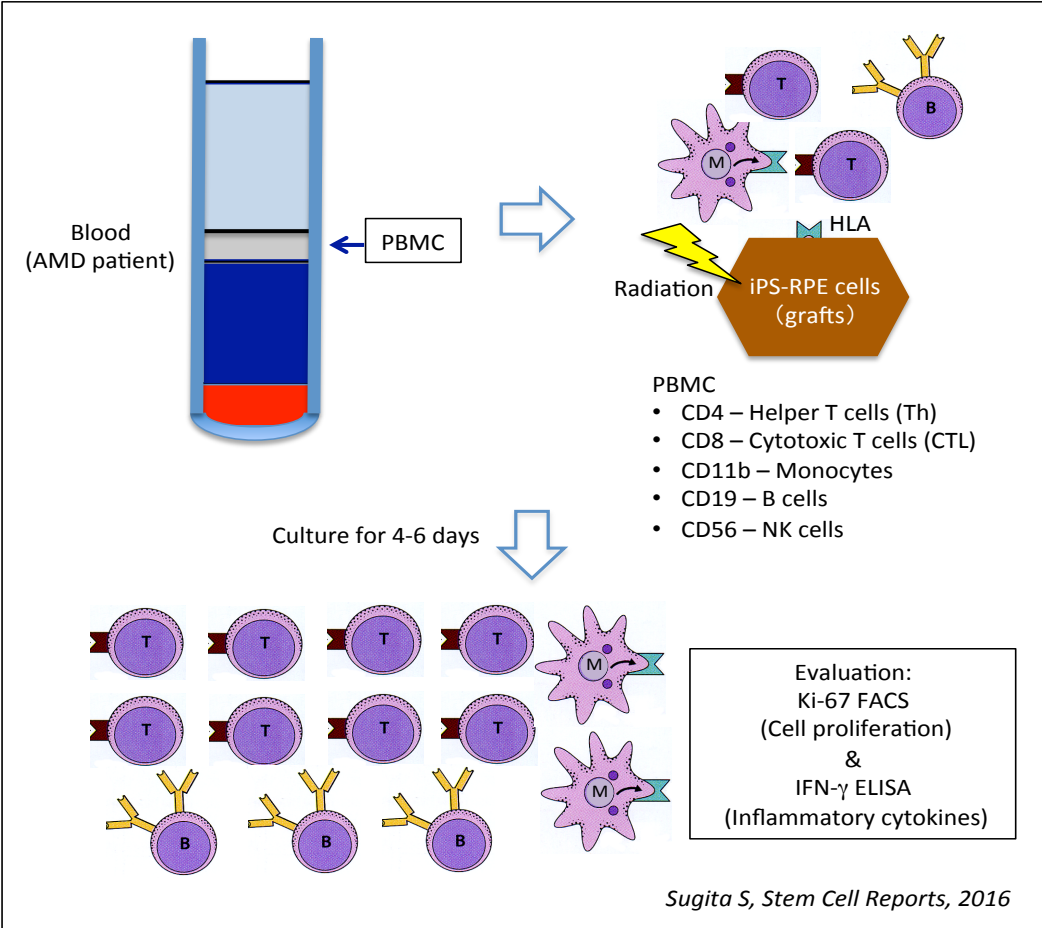 Blood
(AMD patient)
PBMC
T
B
M
T
HLA
Radiation
iPS-RPE cells
（grafts）
PBMC
• CD4 – Helper T cells (Th)
• CD8 – Cytotoxic T cells (CTL)
• CD11b – Monocytes
• CD19 – B cells
• CD56 – NK cells
Culture for 4-6 days
T
T
T
T
M
T
T
T
T
M
B
B
B
Evaluation:
Ki-67 FACS
(Cell proliferation)
&
IFN-γ ELISA
(Inflammatory cytokines)
Sugita S, Stem Cell Reports, 2016